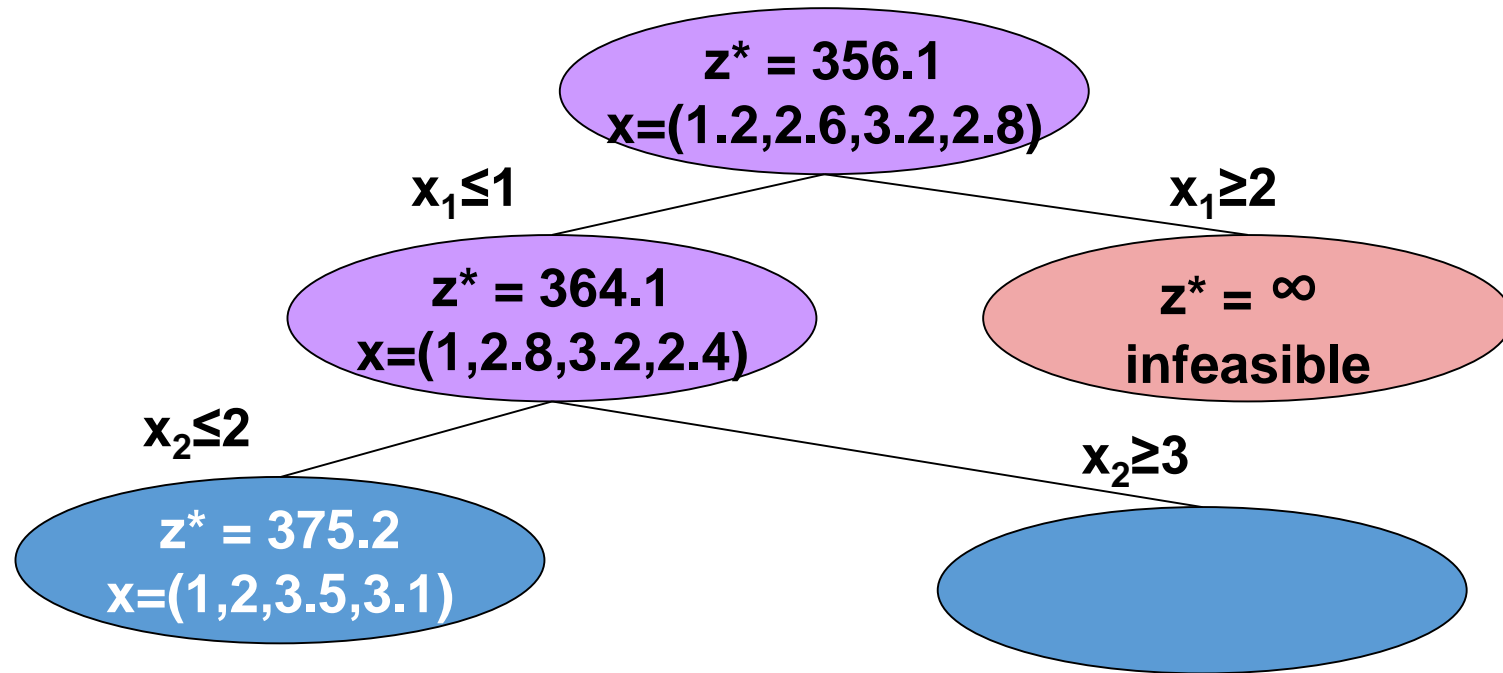 z* = 356.1
x=(1.2,2.6,3.2,2.8)
x₁≤1
x₁≥2
z* = 364.1
x=(1,2.8,3.2,2.4)
z* = ∞
infeasible
x₂≤2
x₂≥3
z* = 375.2
x=(1,2,3.5,3.1)